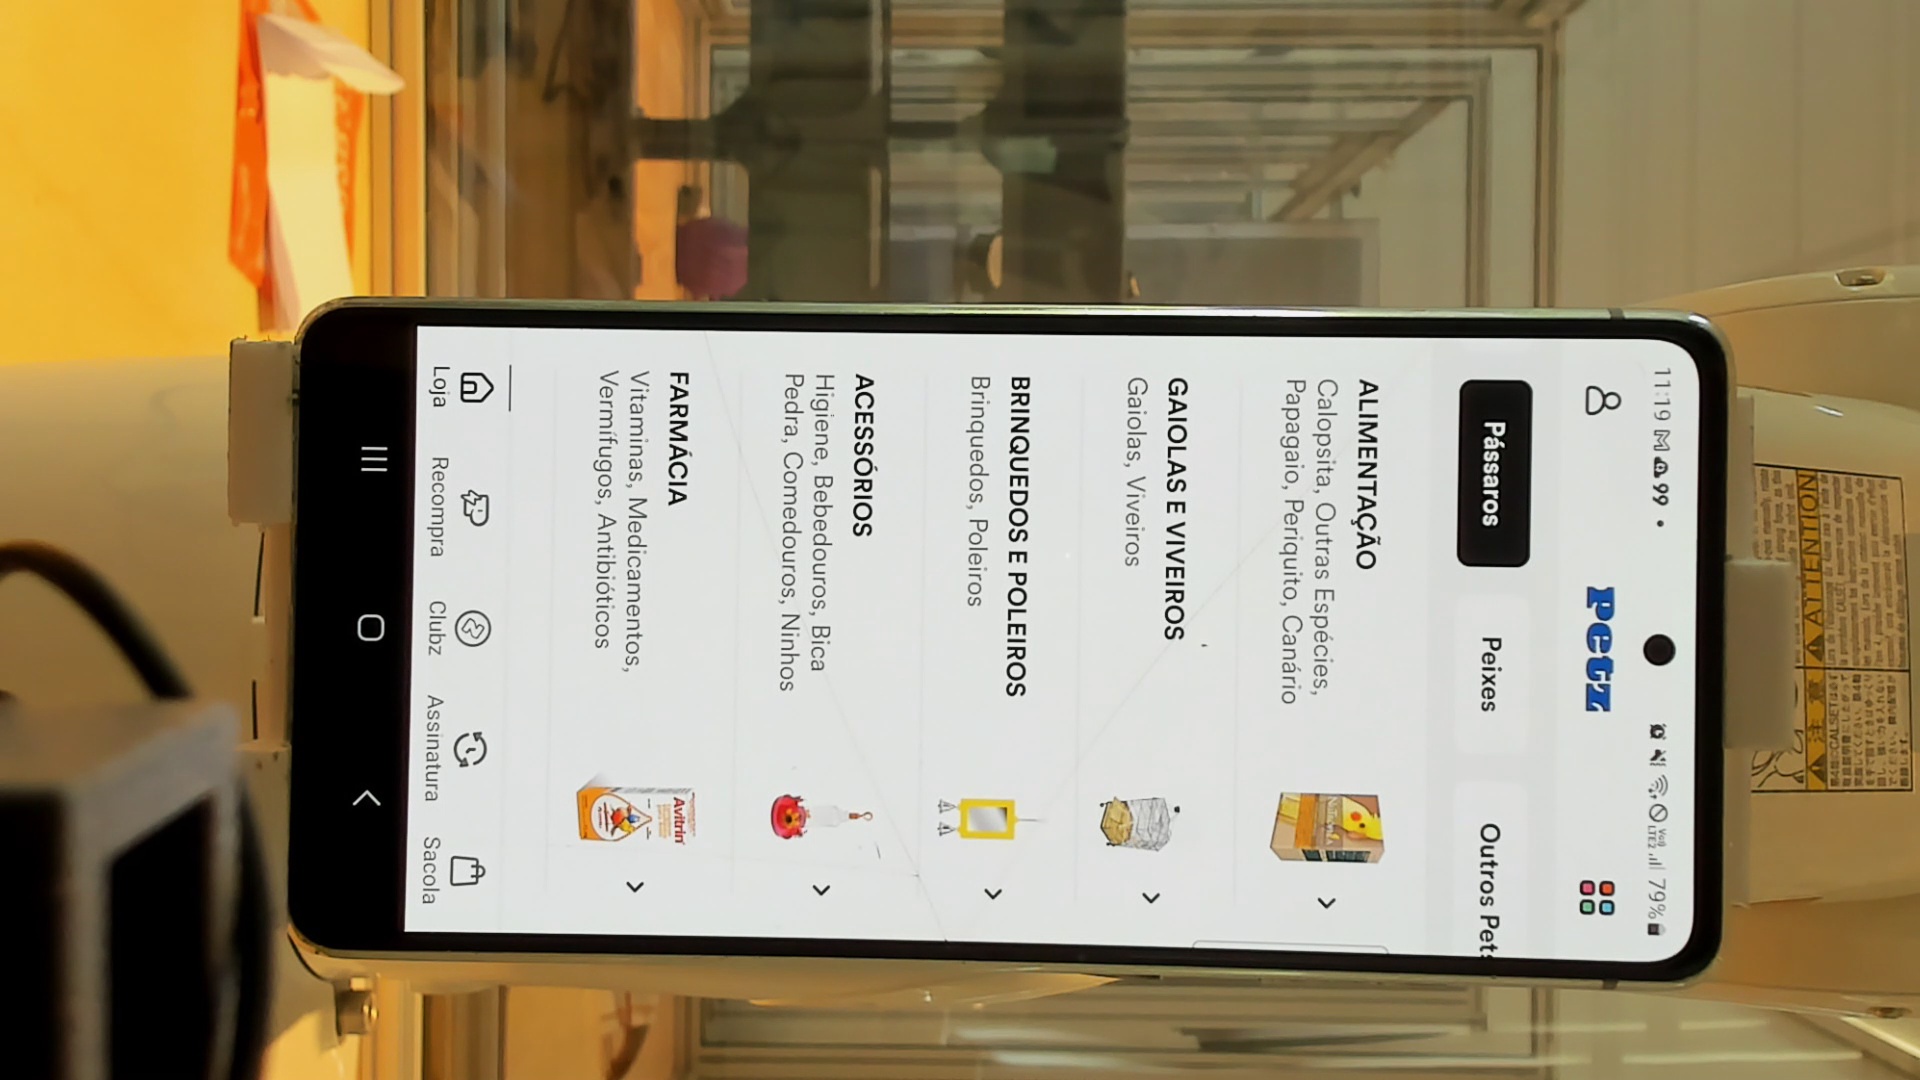 11:19
99
LTE2
79%
Petz
Pássaros
Peixes
Outros Pets
ALIMENTAÇÃO
Calopsita, Outras Espécies,
Papagaio, Periquito, Canário
GAIOLAS E VIVEIROS
Gaiolas, Viveiros
BRINQUEDOS E POLEIROS
Brinquedos, Poleiros
ACESSÓRIOS
Higiene, Bebedouros, Bica
Pedra, Comedouros, Ninhos
FARMÁCIA
Vitaminas, Medicamentos,
Vermífugos, Antibióticos
Avitrin
Loja
Recompra
Clubz
Assinatura
Sacola
ATTENTION